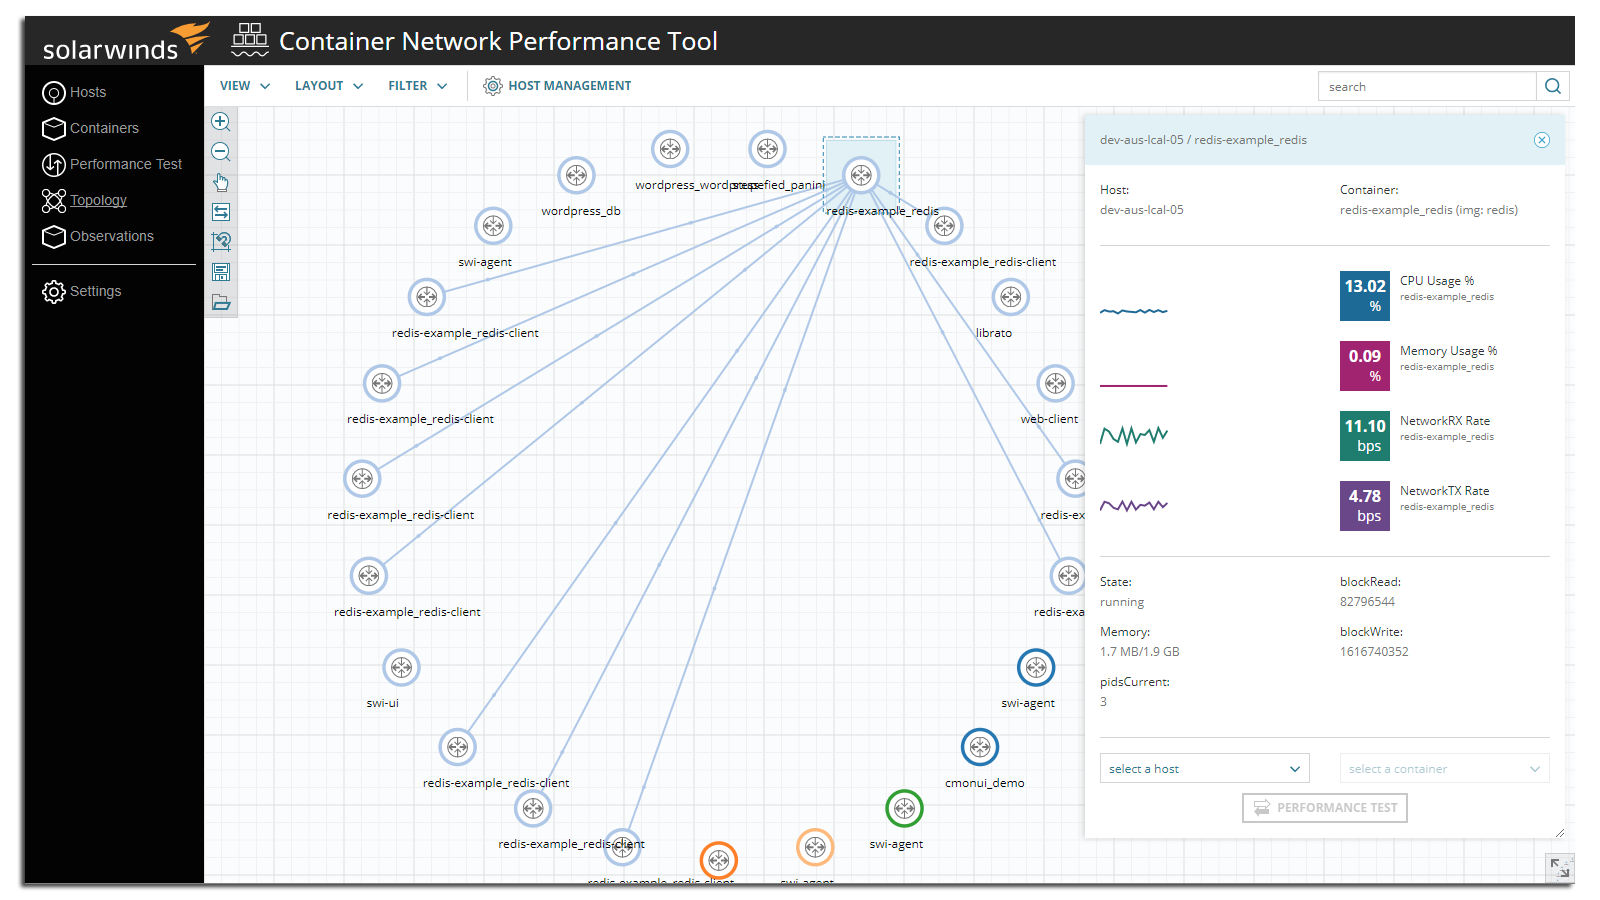 solarwinds
Container Network Performance Tool
Hosts
Containers
Performance Test
Topology
Observations
Settings
VIEW
LAYOUT
FILTER
HOST MANAGEMENT
search
wordpress_wordpress
wordpress_db
redis-example_redis
swi-agent
redis-example_redis-client
redis-example_redis-client
librato
redis-example_redis-client
web-client
redis-example_redis-client
redis-ex
redis-example_redis-client
redis-exa
swi-ui
swi-agent
redis-example_redis-client
cmonui_demo
redis-example_redis-client
swi-agent
redis-example_redis-client
swi-agent
dev-aus-lcal-05 / redis-example_redis
Host:
dev-aus-lcal-05
Container:
redis-example_redis (img: redis)
13.02 %
CPU Usage %
redis-example_redis
0.09 %
Memory Usage %
redis-example_redis
11.10 bps
NetworkRX Rate
redis-example_redis
4.78 bps
NetworkTX Rate
redis-example_redis
State:
running
blockRead:
82796544
Memory:
1.7 MB/1.9 GB
blockWrite:
1616740352
pidsCurrent:
3
select a host
select a container
PERFORMANCE TEST